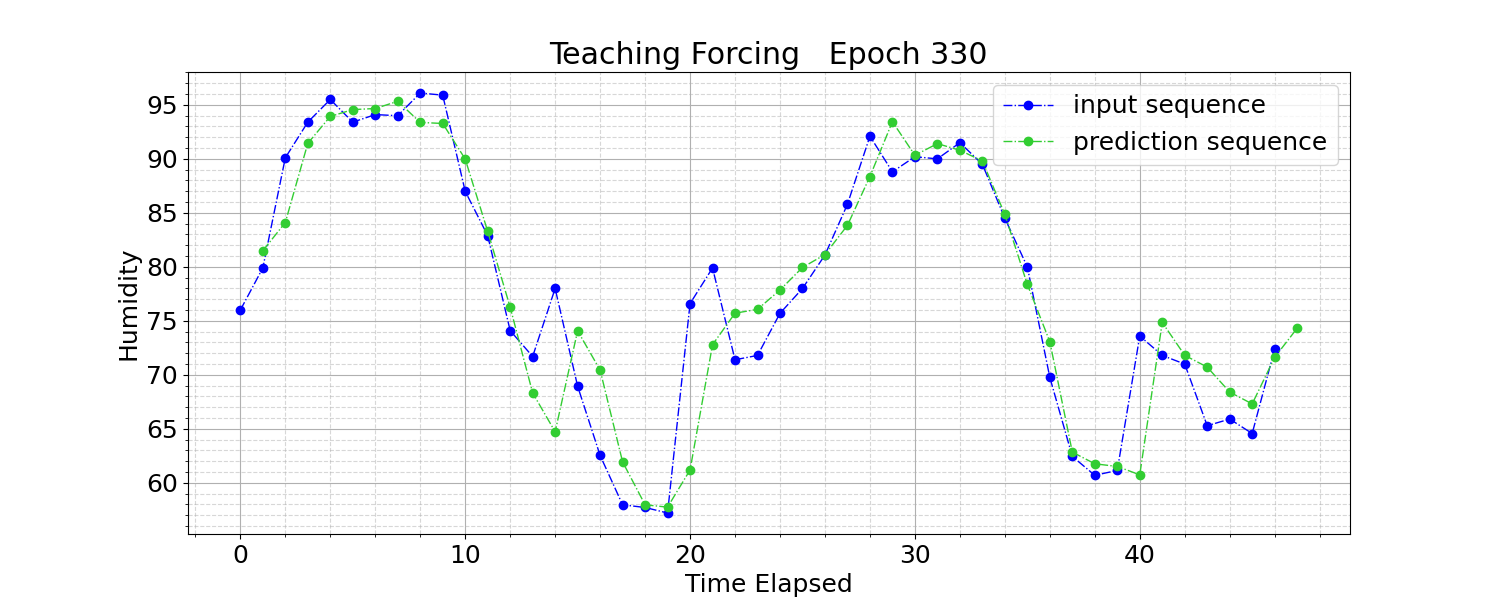 Teaching Forcing   Epoch 330
input sequence
prediction sequence
Humidity
95
90
85
80
75
70
65
60
0 10 20 30 40
Time Elapsed